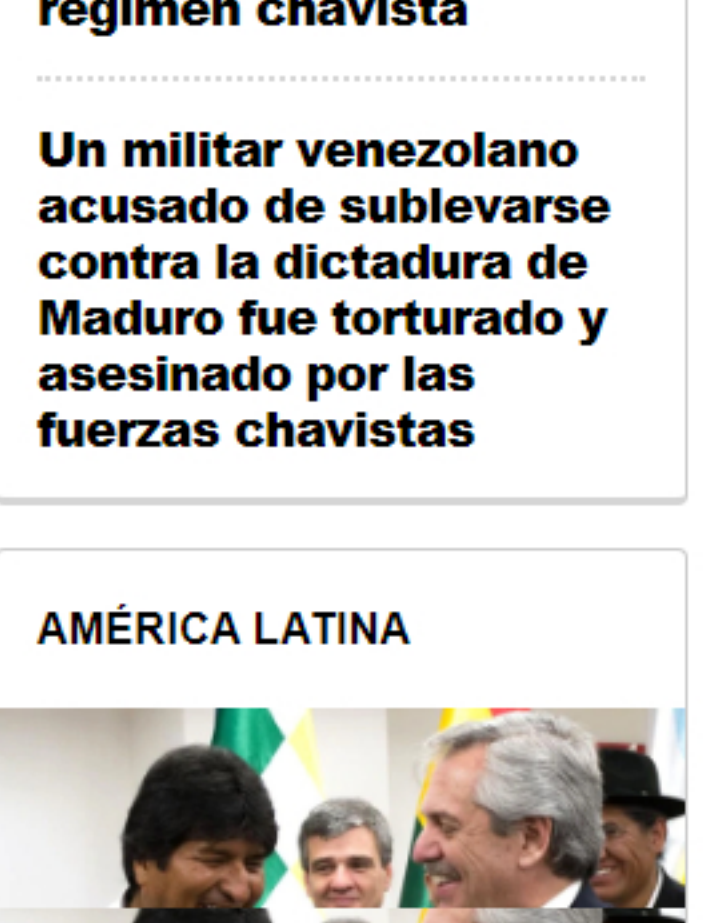 régimen chavista
Un militar venezolano
acusado de sublevarse
contra la dictadura de
Maduro fue torturado y
asesinado por las
fuerzas chavistas
AMÉRICA LATINA